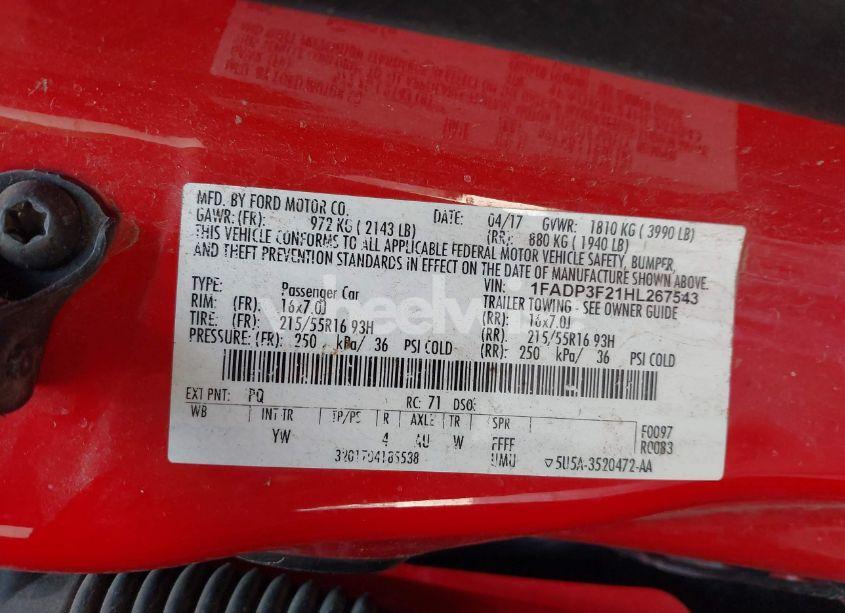 MFD. BY FORD MOTOR CO. DATE: 04/17 GVWR: 1810 KG ( 3990 LB)
GAWR: (FR): 972 KG ( 2143 LB) (RR): 880 KG ( 1940 LB)
THIS VEHICLE CONFORMS TO ALL APPLICABLE FEDERAL MOTOR VEHICLE SAFETY, BUMPER,
AND THEFT PREVENTION STANDARDS IN EFFECT ON THE DATE OF MANUFACTURE SHOWN ABOVE.
VIN: 1FADP3F21HL267543
TYPE: Passenger Car TRAILER TOWING - SEE OWNER GUIDE
RIM: (FR): 16x7.0J (RR): 16x7.0J
TIRE: (FR): 215/55R16 93H (RR): 215/55R16 93H
PRESSURE: (FR): 250 kPa/ 36 PSI COLD (RR): 250 kPa/ 36 PSI COLD
EXT PNT: PQ RC: 71 DSO:
WB INT TR TP/PS R AXLE TR SPR F0097
YW 4 AU W FFFF R0083
UMU 5U5A-3520472-AA
wheelwise